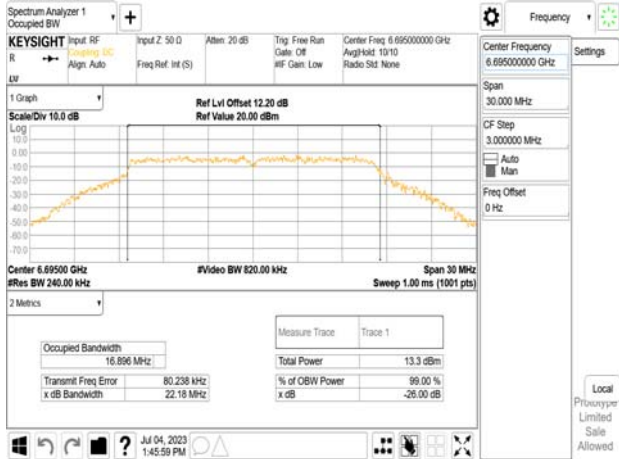 Spectrum Analyzer 1
Occupied BW
+
Frequency
KEYSIGHT Input: RF
Coupling: DC
Align: Auto
Input Z: 50 Ω
Freq Ref: Int (S)
Atten: 20 dB
Trig: Free Run
Gate: Off
#IF Gain: Low
Center Freq: 6.695000000 GHz
Avg|Hold: 10/10
Radio Std: None
R
LU
1 Graph
Scale/Div 10.0 dB
Ref Lvl Offset 12.20 dB
Ref Value 20.00 dBm
Log
10.0
0.00
-10.0
-20.0
-30.0
-40.0
-50.0
-60.0
-70.0
Center 6.69500 GHz
#Video BW 820.00 kHz
Span 30 MHz
#Res BW 240.00 kHz
Sweep 1.00 ms (1001 pts)
2 Metrics
Measure Trace Trace 1
Occupied Bandwidth
16.896 MHz
Total Power 13.3 dBm
Transmit Freq Error 80.238 kHz
% of OBW Power 99.00 %
x dB Bandwidth 22.18 MHz
x dB -26.00 dB
Jul 04, 2023
1:45:59 PM
?
Center Frequency
6.695000000 GHz
Settings
Span
30.000 MHz
CF Step
3.000000 MHz
Auto
Man
Freq Offset
0 Hz
Local
Prototype
Limited
Sale
Allowed